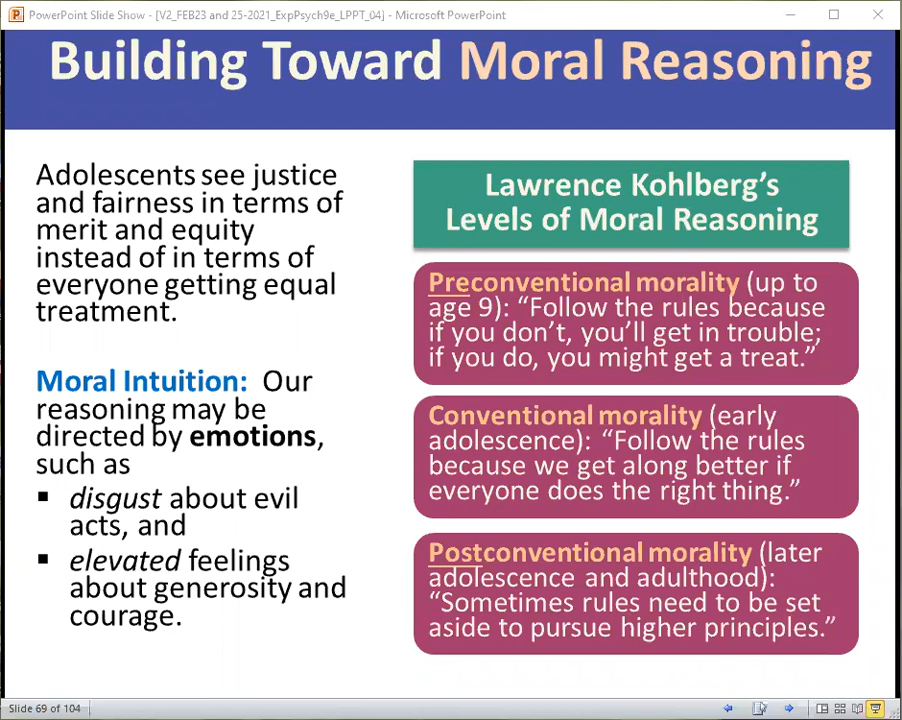 PowerPoint Slide Show - [V2_FEB23 and 25-2021_ExpPsych9e_LPPT_04] - Microsoft PowerPoint
Building Toward Moral Reasoning
Adolescents see justice
and fairness in terms of
merit and equity
instead of in terms of
everyone getting equal
treatment.
Moral Intuition: Our
reasoning may be
directed by emotions,
such as
▪ disgust about evil
acts, and
▪ elevated feelings
about generosity and
courage.
Lawrence Kohlberg’s
Levels of Moral Reasoning
Preconventional morality (up to
age 9): “Follow the rules because
if you don’t, you’ll get in trouble;
if you do, you might get a treat.”
Conventional morality (early
adolescence): “Follow the rules
because we get along better if
everyone does the right thing.”
Postconventional morality (later
adolescence and adulthood):
“Sometimes rules need to be set
aside to pursue higher principles.”
Slide 69 of 104